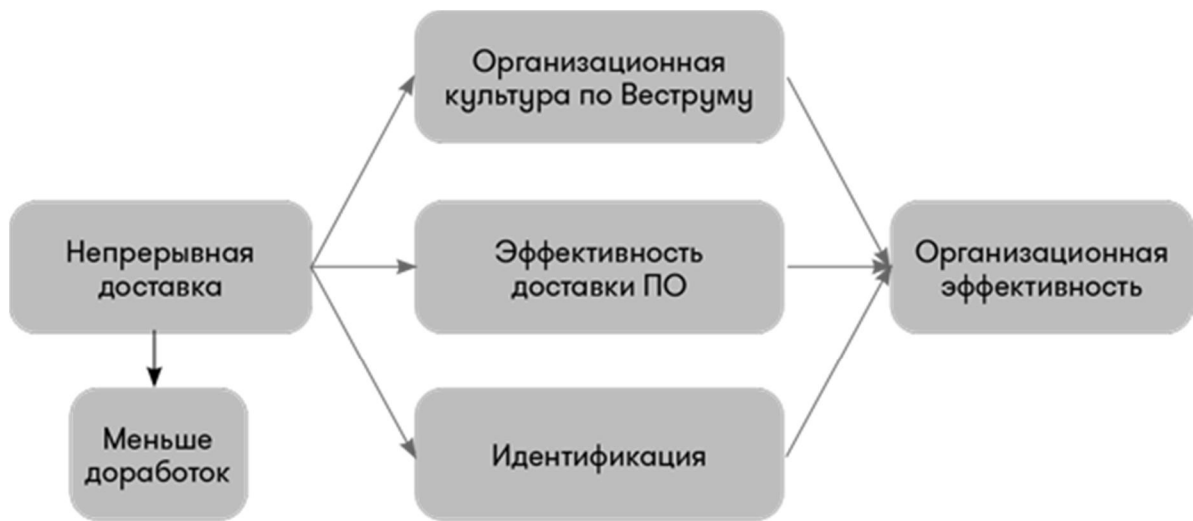 Организационная
культура по Веструму
Непрерывная
доставка
Эффективность
доставки ПО
Организационная
эффективность
Меньше
доработок
Идентификация